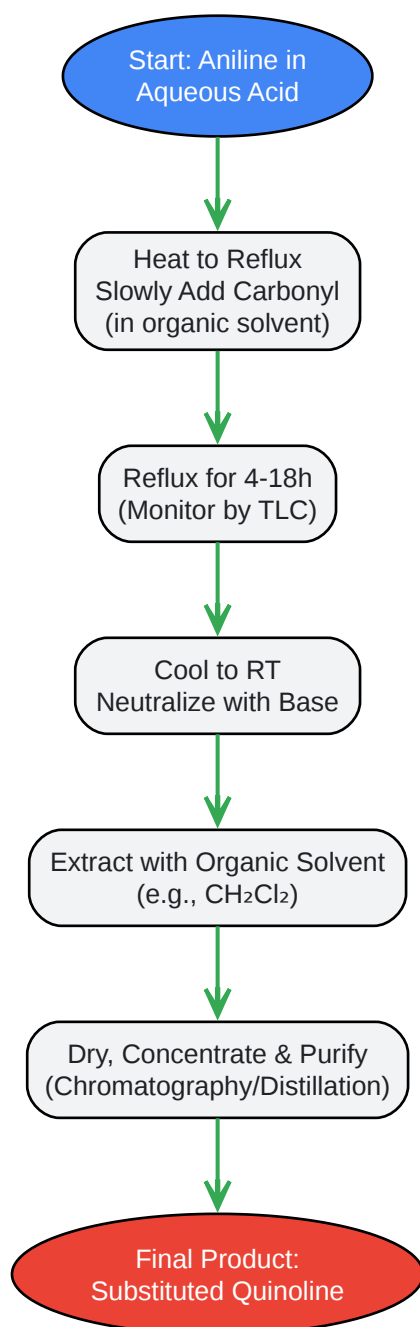 Start: Aniline in
Aqueous Acid
Heat to Reflux
Slowly Add Carbonyl
(in organic solvent)
Reflux for 4-18h
(Monitor by TLC)
Cool to RT
Neutralize with Base
Extract with Organic Solvent
(e.g., CH₂Cl₂)
Dry, Concentrate & Purify
(Chromatography/Distillation)
Final Product:
Substituted Quinoline